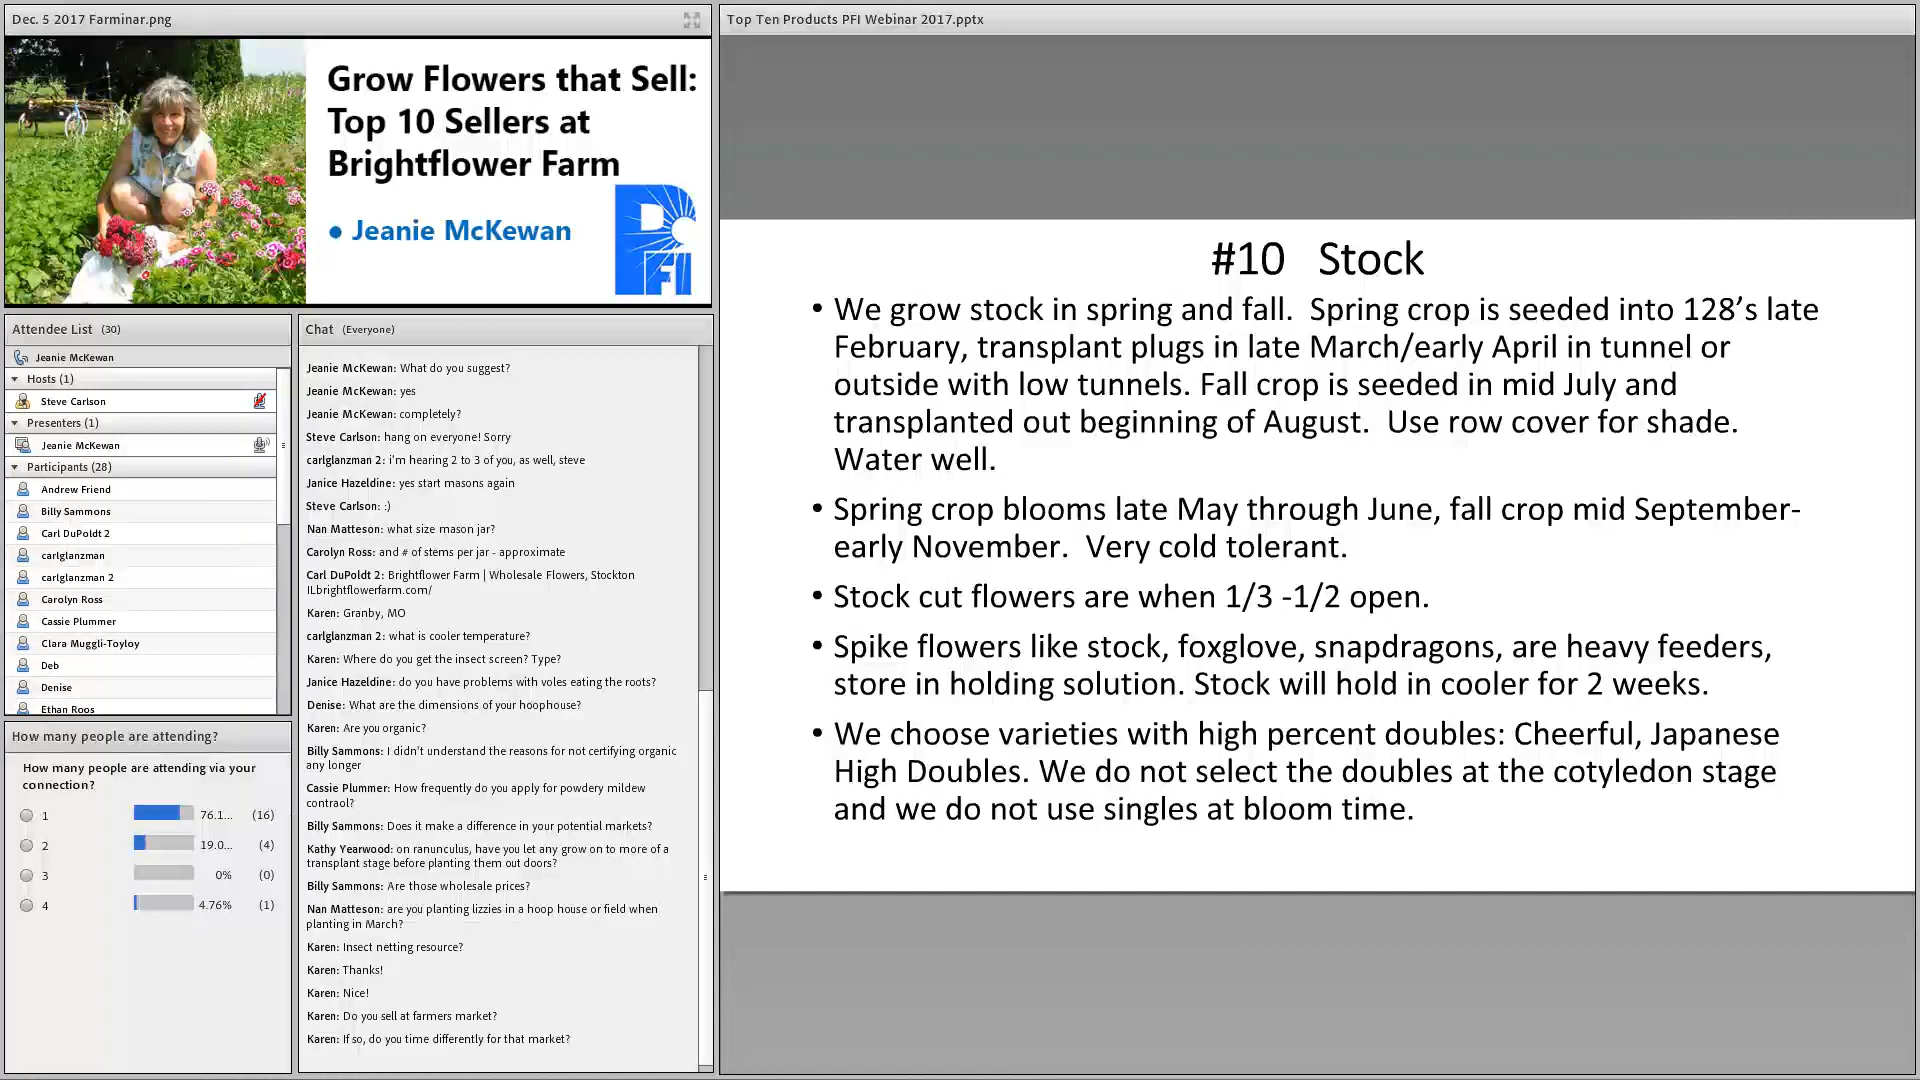 Dec. 5 2017 Farminar.png
Grow Flowers that Sell:
Top 10 Sellers at
Brightflower Farm
• Jeanie McKewan
PFI
Attendee List (30)
Jeanie McKewan
Hosts (1)
Steve Carlson
Presenters (1)
Jeanie McKewan
Participants (28)
Andrew Friend
Billy Sammons
Carl DuPoldt 2
carlglanzman
carlglanzman 2
Carolyn Ross
Cassie Plummer
Clara Muggli-Toyloy
Deb
Denise
Ethan Roos
How many people are attending?
How many people are attending via your
connection?
1 76.1... (16)
2 19.0... (4)
3 0% (0)
4 4.76% (1)
Chat (Everyone)
Jeanie McKewan: What do you suggest?
Jeanie McKewan: yes
Jeanie McKewan: completely?
Steve Carlson: hang on everyone! Sorry
carlglanzman 2: i'm hearing 2 to 3 of you, as well, steve
Janice Hazeldine: yes start masons again
Steve Carlson: :)
Nan Matteson: what size mason jar?
Carolyn Ross: and # of stems per jar - approximate
Carl DuPoldt 2: Brightflower Farm | Wholesale Flowers, Stockton
ILbrightflowerfarm.com/
Karen: Granby, MO
carlglanzman 2: what is cooler temperature?
Karen: Where do you get the insect screen? Type?
Janice Hazeldine: do you have problems with voles eating the roots?
Denise: What are the dimensions of your hoophouse?
Karen: Are you organic?
Billy Sammons: I didn't understand the reasons for not certifying organic
any longer
Cassie Plummer: How frequently do you apply for powdery mildew
contraol?
Billy Sammons: Does it make a difference in your potential markets?
Kathy Yearwood: on ranunculus, have you let any grow on to more of a
transplant stage before planting them out doors?
Billy Sammons: Are those wholesale prices?
Nan Matteson: are you planting lizzies in a hoop house or field when
planting in March?
Karen: Insect netting resource?
Karen: Thanks!
Karen: Nice!
Karen: Do you sell at farmers market?
Karen: If so, do you time differently for that market?
Top Ten Products PFI Webinar 2017.pptx
#10 Stock
• We grow stock in spring and fall. Spring crop is seeded into 128’s late
February, transplant plugs in late March/early April in tunnel or
outside with low tunnels. Fall crop is seeded in mid July and
transplanted out beginning of August. Use row cover for shade.
Water well.
• Spring crop blooms late May through June, fall crop mid September-
early November. Very cold tolerant.
• Stock cut flowers are when 1/3 -1/2 open.
• Spike flowers like stock, foxglove, snapdragons, are heavy feeders,
store in holding solution. Stock will hold in cooler for 2 weeks.
• We choose varieties with high percent doubles: Cheerful, Japanese
High Doubles. We do not select the doubles at the cotyledon stage
and we do not use singles at bloom time.